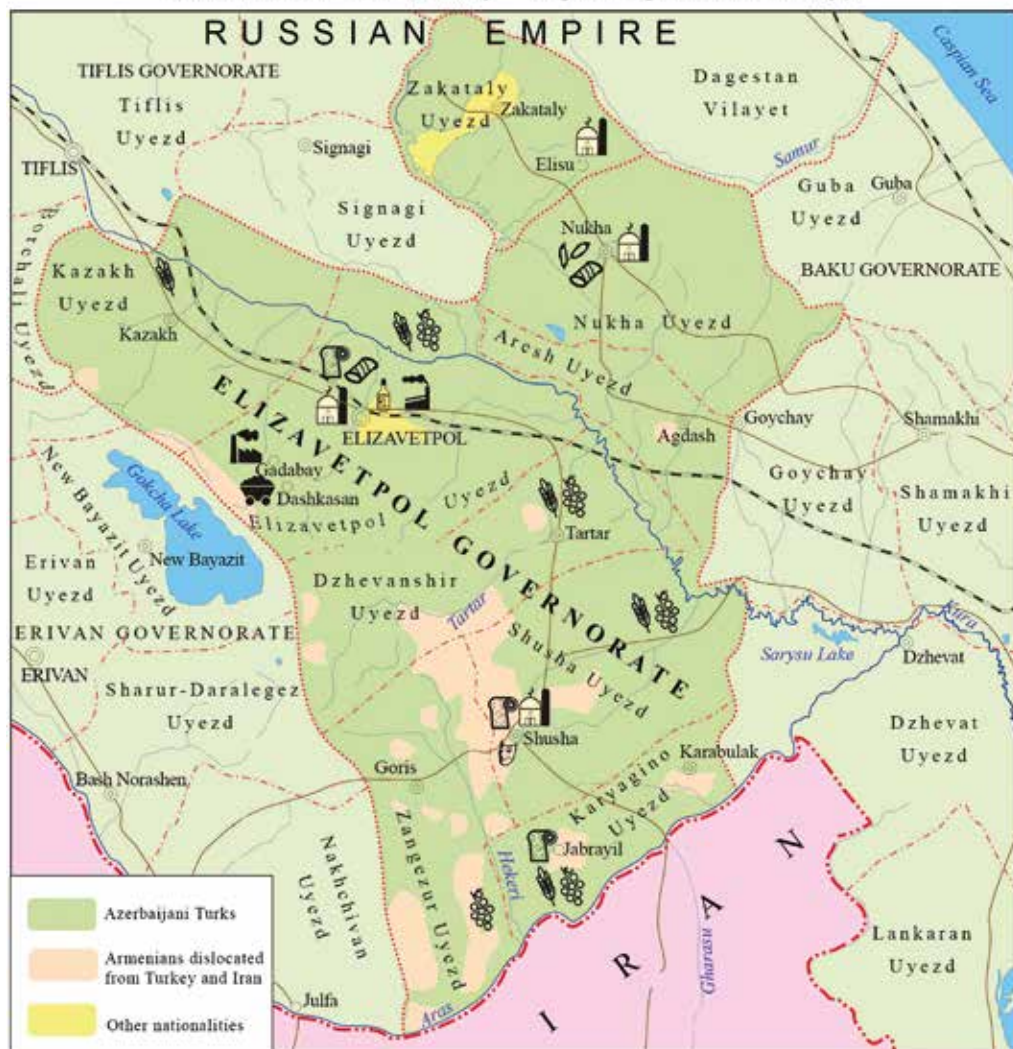 RUSSIAN EMPIRE
TIFLIS GOVERNORATE
Tiflis
Uyezd
TIFLIS
Signagi
Signagi
Uyezd
Zakataly
Uyezd
Zakataly
Elisu
Dagestan
Vilayet
Caspian Sea
Samur
Guba
Uyezd
Guba
BAKU GOVERNORATE
Borchali Uyezd
Kazakh
Uyezd
Kazakh
Nukha
Nukha Uyezd
Aresh Uyezd
ELIZAVETPOL GOVERNORATE
ELIZAVETPOL
Agdash
Goychay
Shamakhi
Goychay
Uyezd
Shamakhi
Uyezd
Gadabay
Dashkasan
Elizavetpol Uyezd
Gokcha Lake
New Bayazit Uyezd
New Bayazit
Erivan
Uyezd
Tartar
Dzhevanshir
Uyezd
Tartar
Shusha Uyezd
ERIVAN GOVERNORATE
ERIVAN
Sharur-Daralegez
Uyezd
Sarysu Lake
Kura
Dzhevat
Dzhevat
Uyezd
Shusha
Karabulak
Goris
Bash Norashen
Karyagino
Uyezd
Jabrayil
Zangezur Uyezd
Hekeri
Nakhchivan
Uyezd
Julfa
Aras
IRAN
Gharasu
Lankaran
Uyezd
Azerbaijani Turks
Armenians dislocated
from Turkey and Iran
Other nationalities